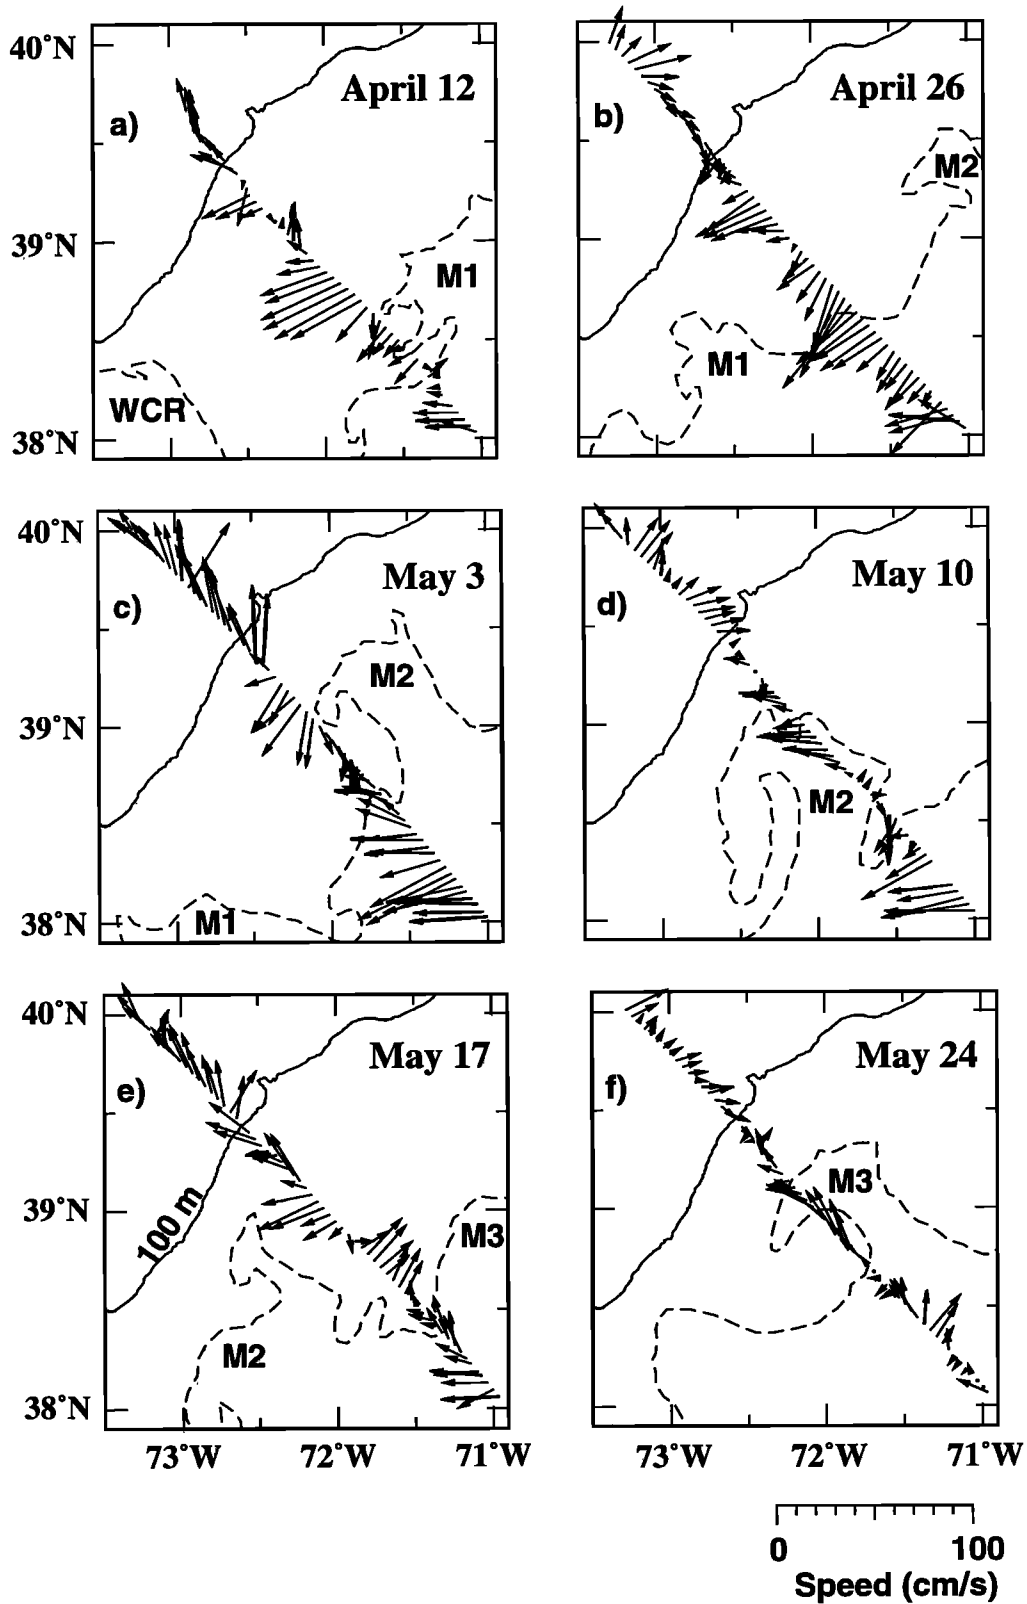 40°N
April 12
April 26
a)
b)
M2
39°N
M1
M1
WCR
38°N
40°N
May 3
May 10
c)
d)
M2
39°N
M2
M1
38°N
40°N
May 17
May 24
e)
f)
M3
39°N
100 m
M3
M2
38°N
73°W 72°W 71°W
73°W 72°W 71°W
0 100
Speed (cm/s)